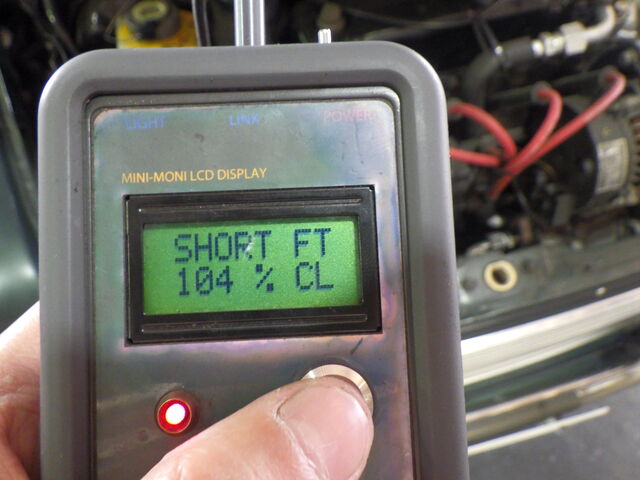 LIGHT LINK POWER
MINI-MONI LCD DISPLAY
SHORT FT
104 % CL